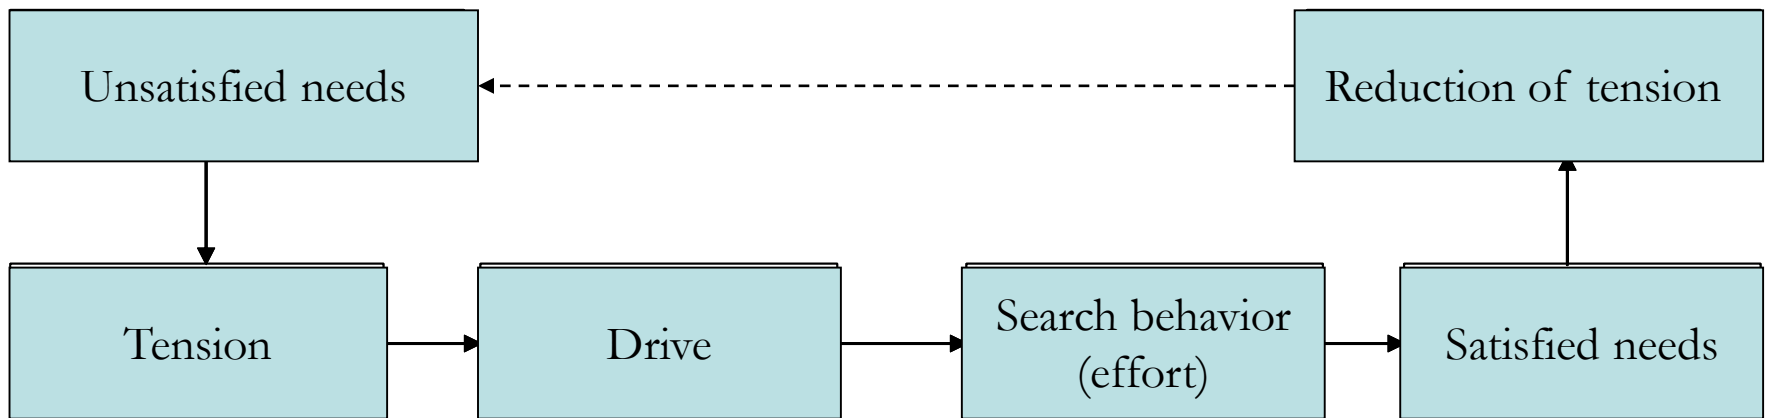 Unsatisfied needs
Reduction of tension
Tension
Drive
Search behavior
(effort)
Satisfied needs